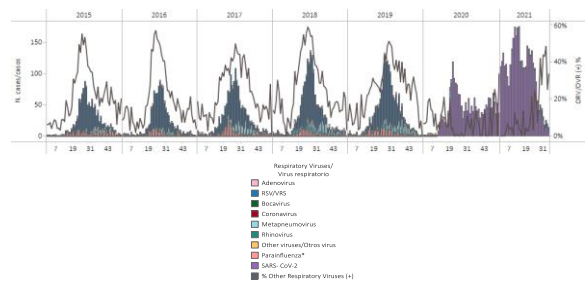 2015 2016 2017 2018 2019 2020 2021
150
100
50
0
60%
40%
20%
0%
N. cases/casos
7 19 31 43 7 19 31 43 7 19 31 43 7 19 31 43 7 19 31 43 7 19 31 43 7 19 31
Respiratory Viruses/
Virus respiratorio
Adenovirus
RSV/VRS
Bocavirus
Coronavirus
Metapneumovirus
Rhinovirus
Other viruses/Otros virus
Parainfluenza*
SARS- CoV-2
% Other Respiratory Viruses (+)